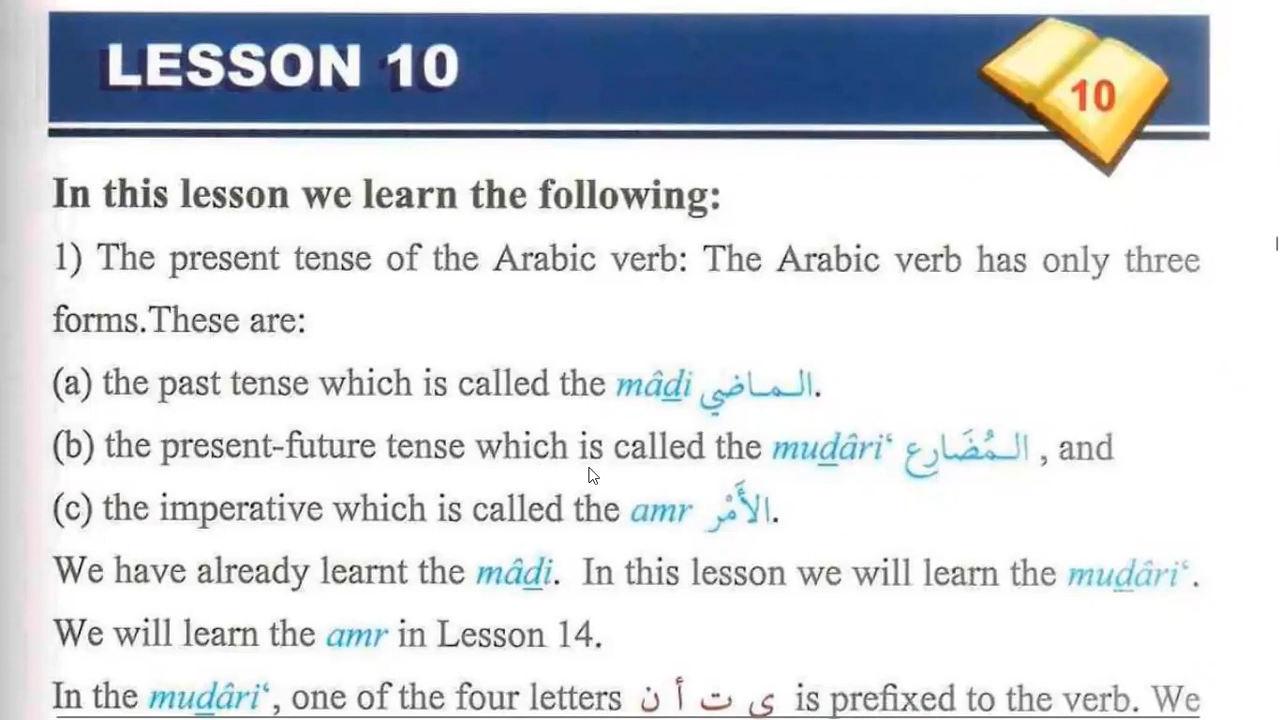 LESSON 10
10
In this lesson we learn the following:
1) The present tense of the Arabic verb: The Arabic verb has only three
forms.These are:
(a) the past tense which is called the mâḏi الـماضي.
(b) the present-future tense which is called the muḏâri‘ الـمُضَارِع , and
(c) the imperative which is called the amr الأَمْر.
We have already learnt the mâḏi. In this lesson we will learn the muḏâri‘.
We will learn the amr in Lesson 14.
In the muḏâri‘, one of the four letters ى ت أ ن is prefixed to the verb. We